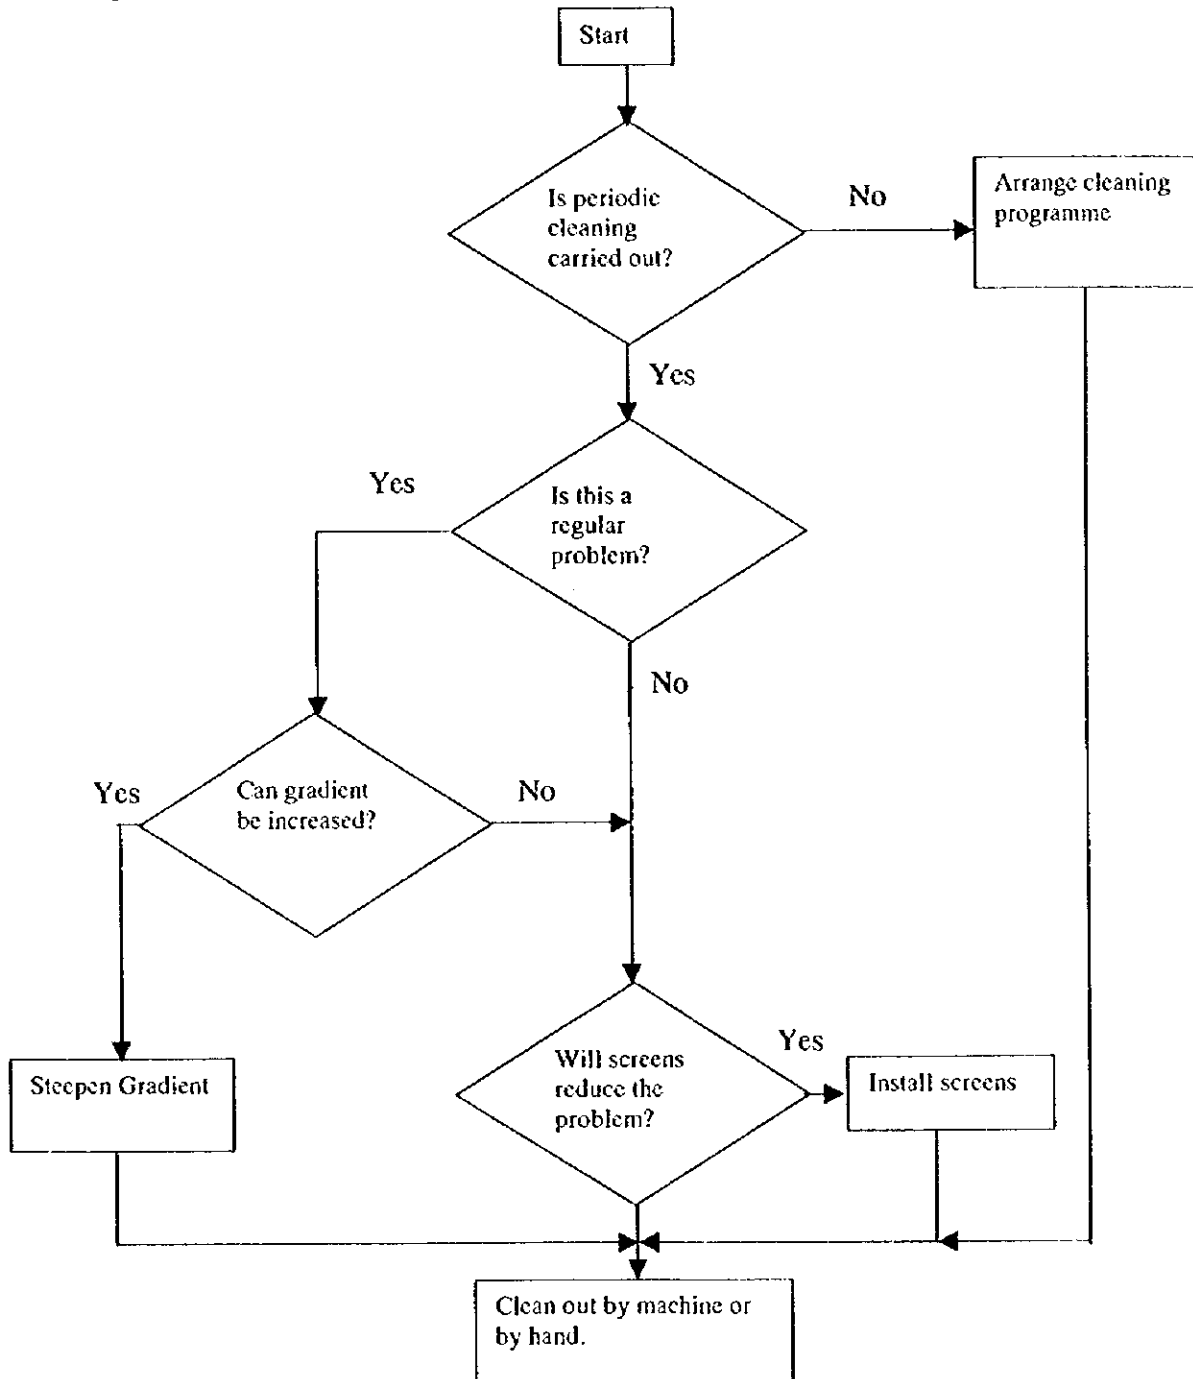 Start
Is periodic
cleaning
carried out?
No
Arrange cleaning
programme
Yes
Yes
Is this a
regular
problem?
No
Yes
Can gradient
be increased?
No
Steepen Gradient
Will screens
reduce the
problem?
Yes
Install screens
Clean out by machine or
by hand.